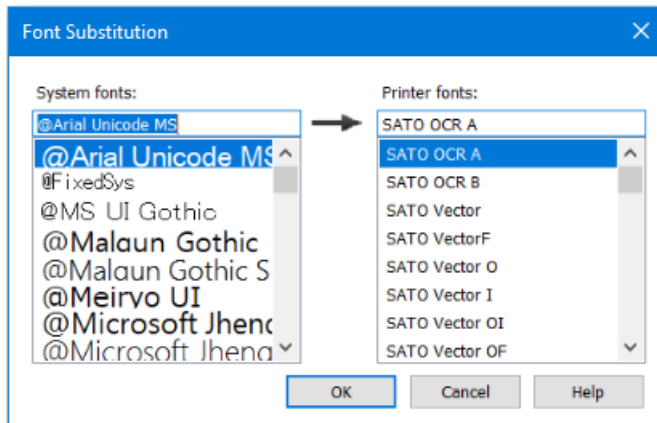 Font Substitution
System fonts:
Printer fonts:
@Arial Unicode MS
SATO OCR A
@Arial Unicode MS
@FixedSys
@MS UI Gothic
@Malgun Gothic
@Malgun Gothic S
@Meiryo UI
@Microsoft Jheng
@Microsoft Jheng
SATO OCR A
SATO OCR B
SATO Vector
SATO VectorF
SATO Vector O
SATO Vector I
SATO Vector OI
SATO Vector OF
OK
Cancel
Help